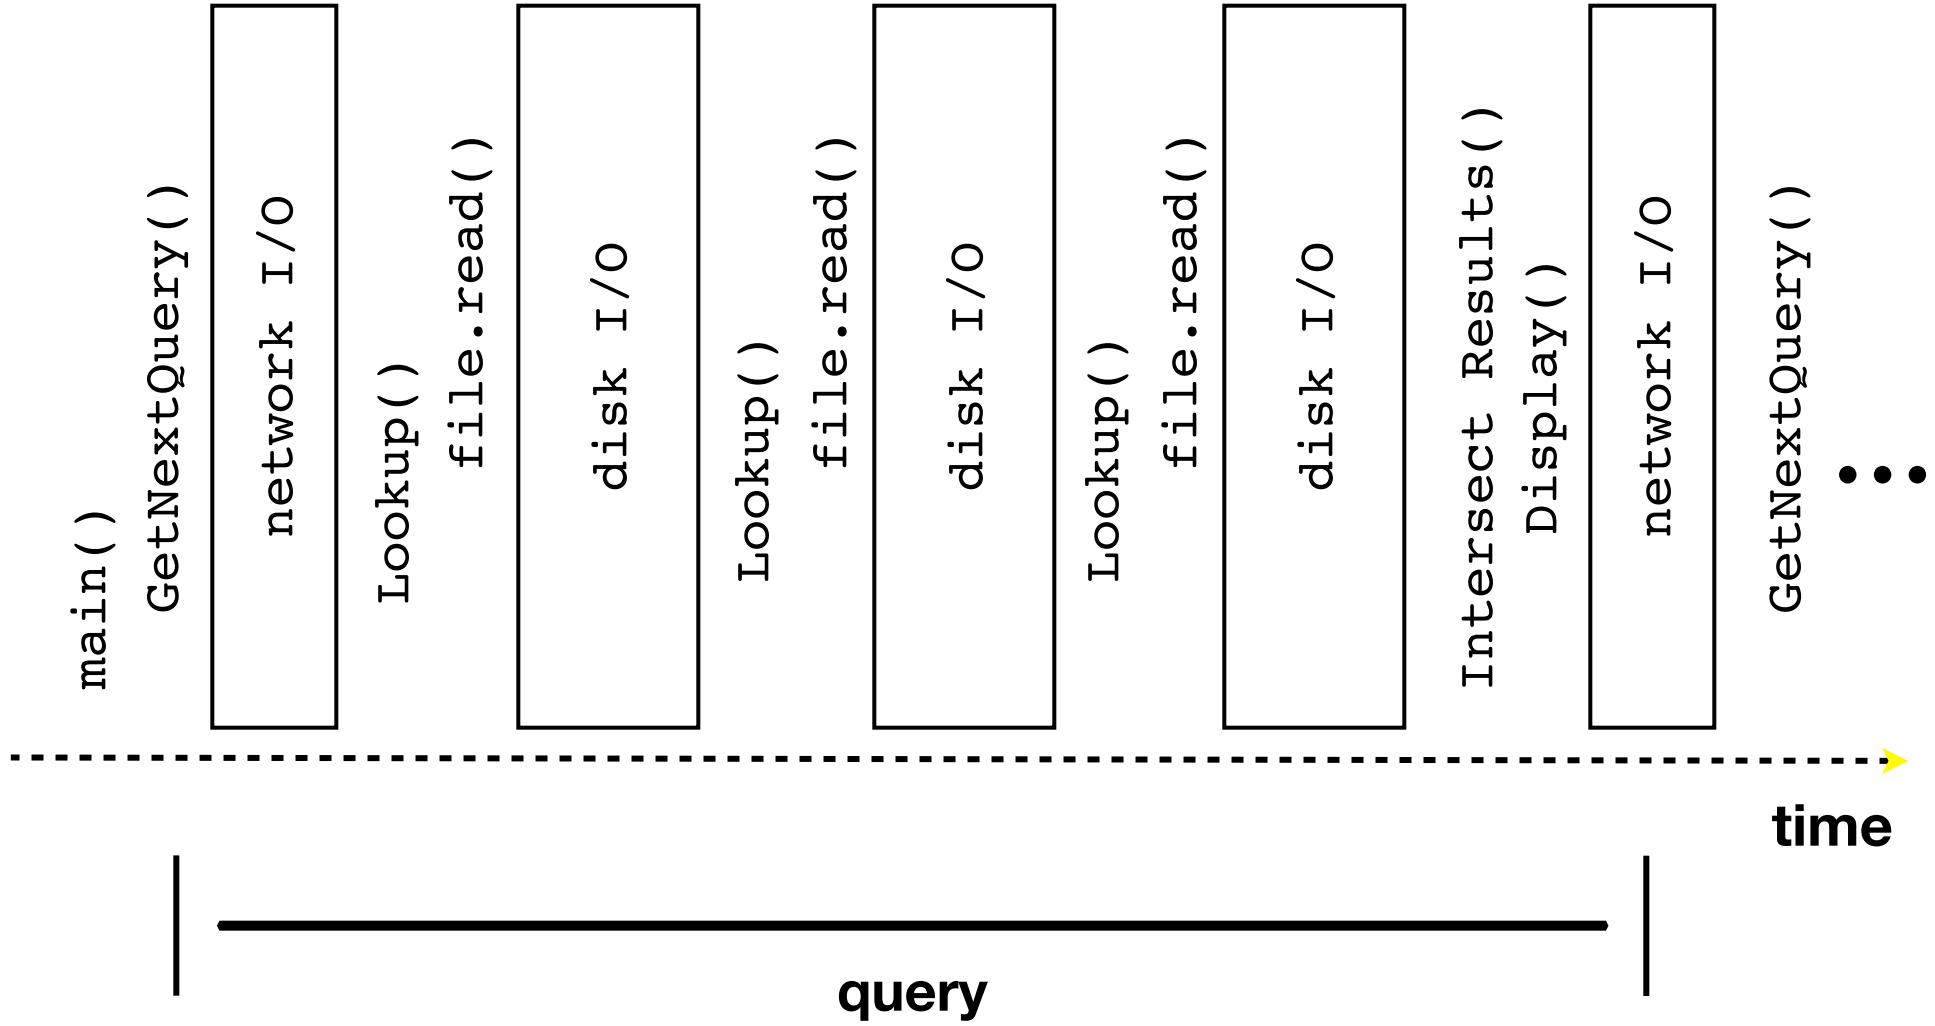 main()
GetNextQuery()
network I/O
Lookup()
file.read()
disk I/O
Lookup()
file.read()
disk I/O
Lookup()
file.read()
disk I/O
Intersect Results()
Display()
network I/O
GetNextQuery()
•••
time
query